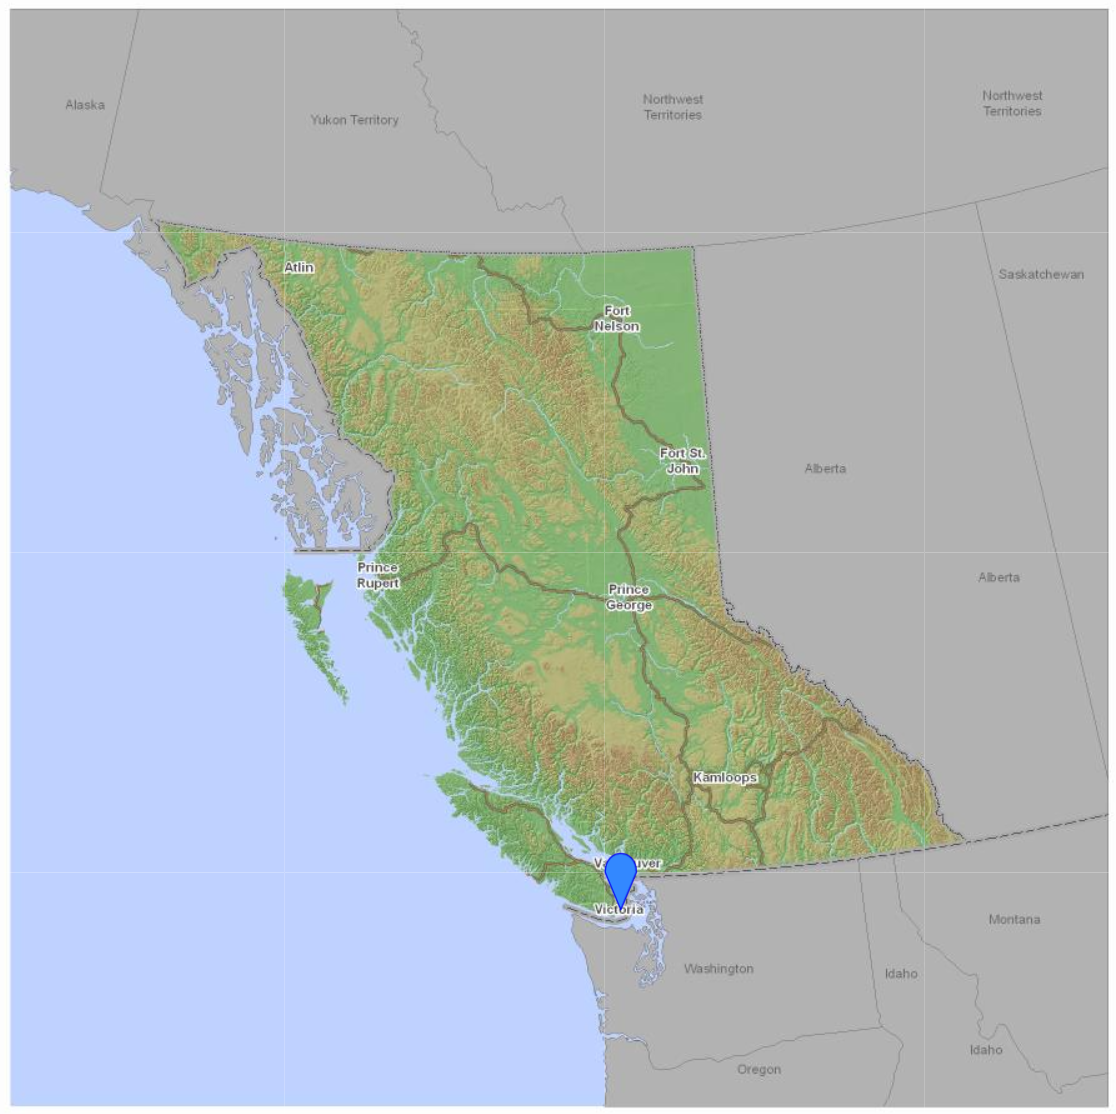 Northwest
Territories
Northwest
Territories
Alaska
Yukon Territory
Atlin
Saskatchewan
Fort
Nelson
Fort St.
John
Alberta
Prince
Rupert
Alberta
Prince
George
Kamloops
Victoria
Montana
Washington
Idaho
Idaho
Oregon